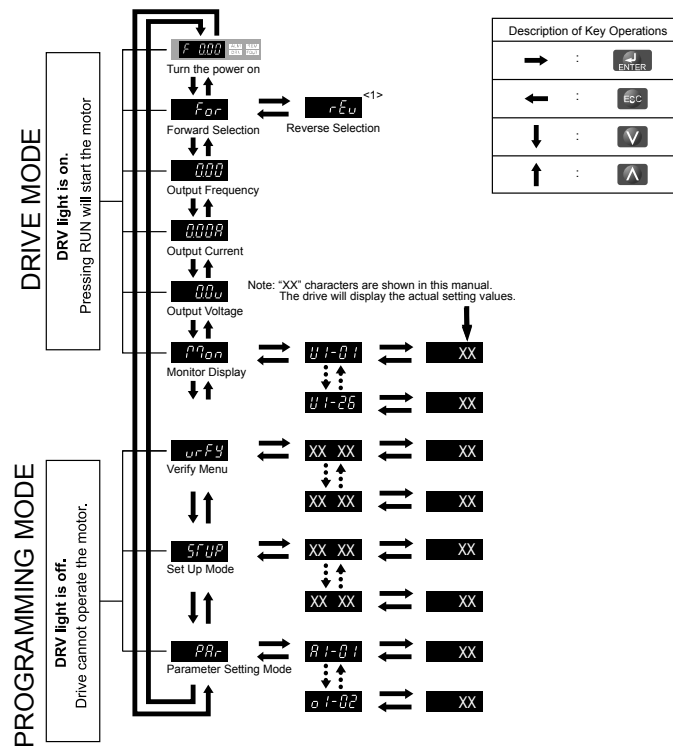 DRIVE MODE
DRV light is on.
Pressing RUN will start the motor
PROGRAMMING MODE
DRV light is off.
Drive cannot operate the motor.
F 0.00
Turn the power on
For
Forward Selection
rEv
<1>
Reverse Selection
0.00
Output Frequency
0.00A
Output Current
0.0v
Output Voltage
Note: “XX” characters are shown in this manual.
The drive will display the actual setting values.
Mon
Monitor Display
U1-01
XX
U1-26
XX
vrFY
Verify Menu
XX XX
XX
XX XX
XX
STUP
Set Up Mode
XX XX
XX
XX XX
XX
PAr
Parameter Setting Mode
A1-01
XX
o1-02
XX
Description of Key Operations
:
ENTER
:
ESC
:
: